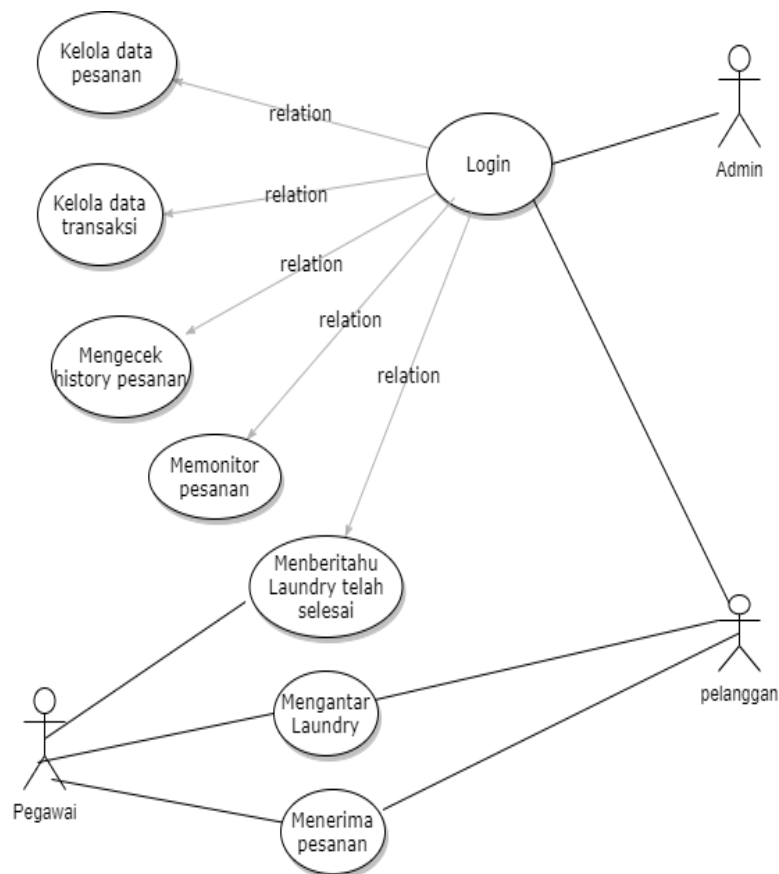 Kelola data
pesanan
relation
Login
Admin
Kelola data
transaksi
relation
relation
Mengecek
history pesanan
relation
relation
Memonitor
pesanan
Menberitahu
Laundry telah
selesai
Mengantar
Laundry
pelanggan
Pegawai
Menerima
pesanan